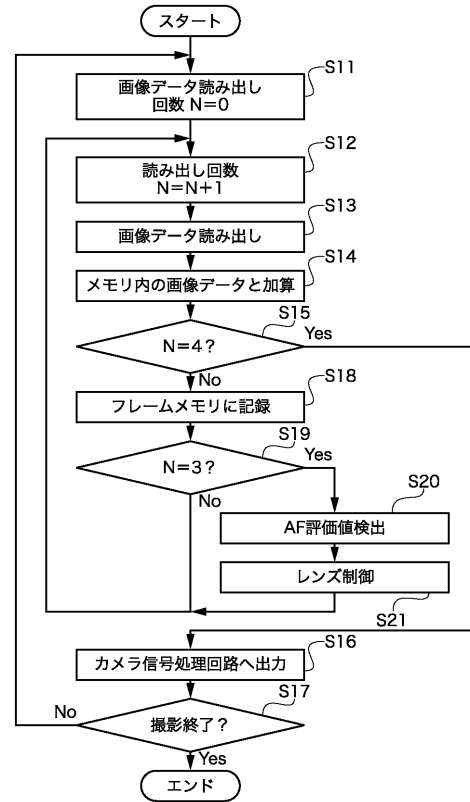 スタート
画像データ読み出し
回数 N=0
S11
読み出し回数
N=N+1
S12
画像データ読み出し
S13
メモリ内の画像データと加算
S14
N=4?
S15
Yes
No
フレームメモリに記録
S18
N=3?
S19
Yes
No
AF評価値検出
S20
レンズ制御
S21
カメラ信号処理回路へ出力
S16
撮影終了?
S17
No
Yes
エンド